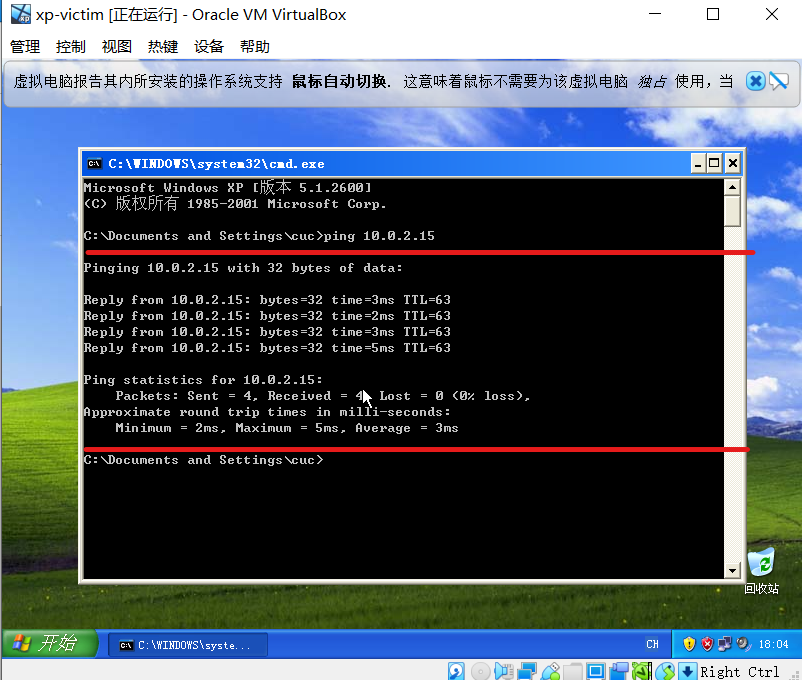 xp-victim [正在运行] - Oracle VM VirtualBox
管理 控制 视图 热键 设备 帮助
虚拟电脑报告其内所安装的操作系统支持 鼠标自动切换. 这意味着鼠标不需要为该虚拟电脑 独占 使用，当
C:\WINDOWS\system32\cmd.exe
Microsoft Windows XP [版本 5.1.2600]
(C) 版权所有 1985-2001 Microsoft Corp.
C:\Documents and Settings\cuc>ping 10.0.2.15
Pinging 10.0.2.15 with 32 bytes of data:
Reply from 10.0.2.15: bytes=32 time=3ms TTL=63
Reply from 10.0.2.15: bytes=32 time=2ms TTL=63
Reply from 10.0.2.15: bytes=32 time=3ms TTL=63
Reply from 10.0.2.15: bytes=32 time=5ms TTL=63
Ping statistics for 10.0.2.15:
Packets: Sent = 4, Received = 4, Lost = 0 (0% loss),
Approximate round trip times in milli-seconds:
Minimum = 2ms, Maximum = 5ms, Average = 3ms
C:\Documents and Settings\cuc>
回收站
开始 C:\WINDOWS\syste... CH 18:04
Right Ctrl